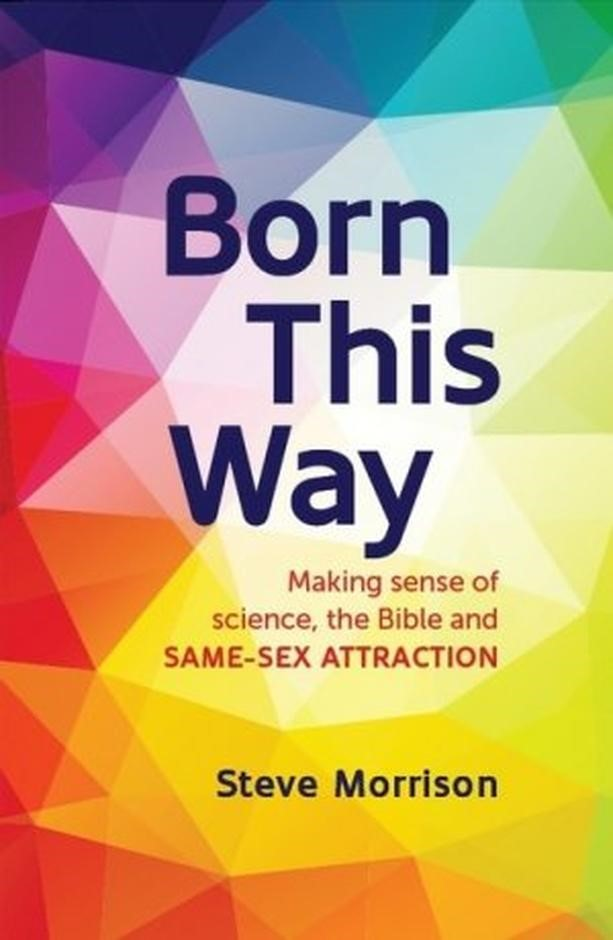 Born
This
Way
Making sense of
science, the Bible and
SAME-SEX ATTRACTION
Steve Morrison